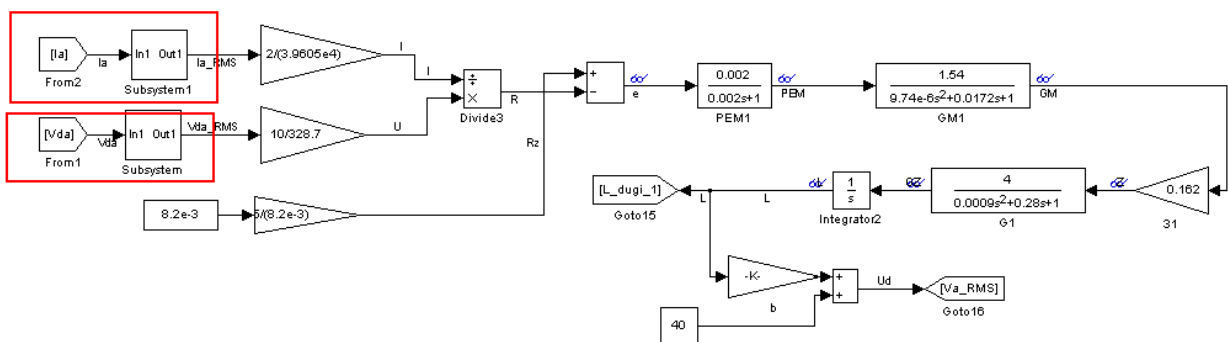 [Ia]
From2
Ia
In1 Out1
Subsystem1
Ia_RMS
2/(3.9605e4)
I
I
[Vda]
From1
Vda
In1 Out1
Subsystem
Vda_RMS
10/328.7
U
÷
×
Divide3
R
8.2e-3
5/(8.2e-3)
Rz
+
−
e
0.002
0.002s+1
PEM1
PEM
1.54
9.74e-6s²+0.0172s+1
GM1
GM
0.162
31
4
0.0009s²+0.28s+1
G1
1
s
Integrator2
L
L
[L_dugi_1]
Goto15
-K-
b
40
+
+
Ud
[Va_RMS]
Goto16